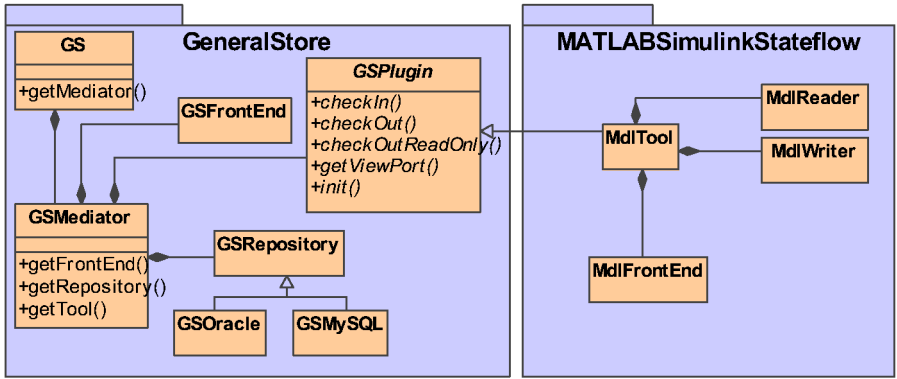 GeneralStore
GS
+getMediator()
GSFrontEnd
GSPlugin
+checkIn()
+checkOut()
+checkOutReadOnly()
+getViewPort()
+init()
GSMediator
+getFrontEnd()
+getRepository()
+getTool()
GSRepository
GSOracle
GSMySQL
MATLABSimulinkStateflow
MdlReader
MdlTool
MdlWriter
MdlFrontEnd